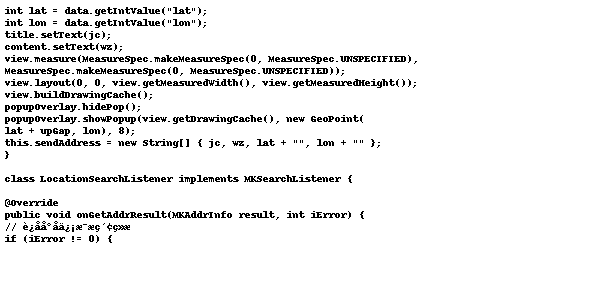 int lat = data.getIntValue("lat");
int lon = data.getIntValue("lon");
title.setText(jc);
content.setText(wz);
view.measure(MeasureSpec.makeMeasureSpec(0, MeasureSpec.UNSPECIFIED),
MeasureSpec.makeMeasureSpec(0, MeasureSpec.UNSPECIFIED));
view.layout(0, 0, view.getMeasuredWidth(), view.getMeasuredHeight());
view.buildDrawingCache();
popupOverlay.hidePop();
popupOverlay.showPopup(view.getDrawingCache(), new GeoPoint(
lat + upGap, lon), 8);
this.sendAddress = new String[] { jc, wz, lat + "", lon + "" };
}
class LocationSearchListener implements MKSearchListener {
@Override
public void onGetAddrResult(MKAddrInfo result, int iError) {
//
if (iError != 0) {